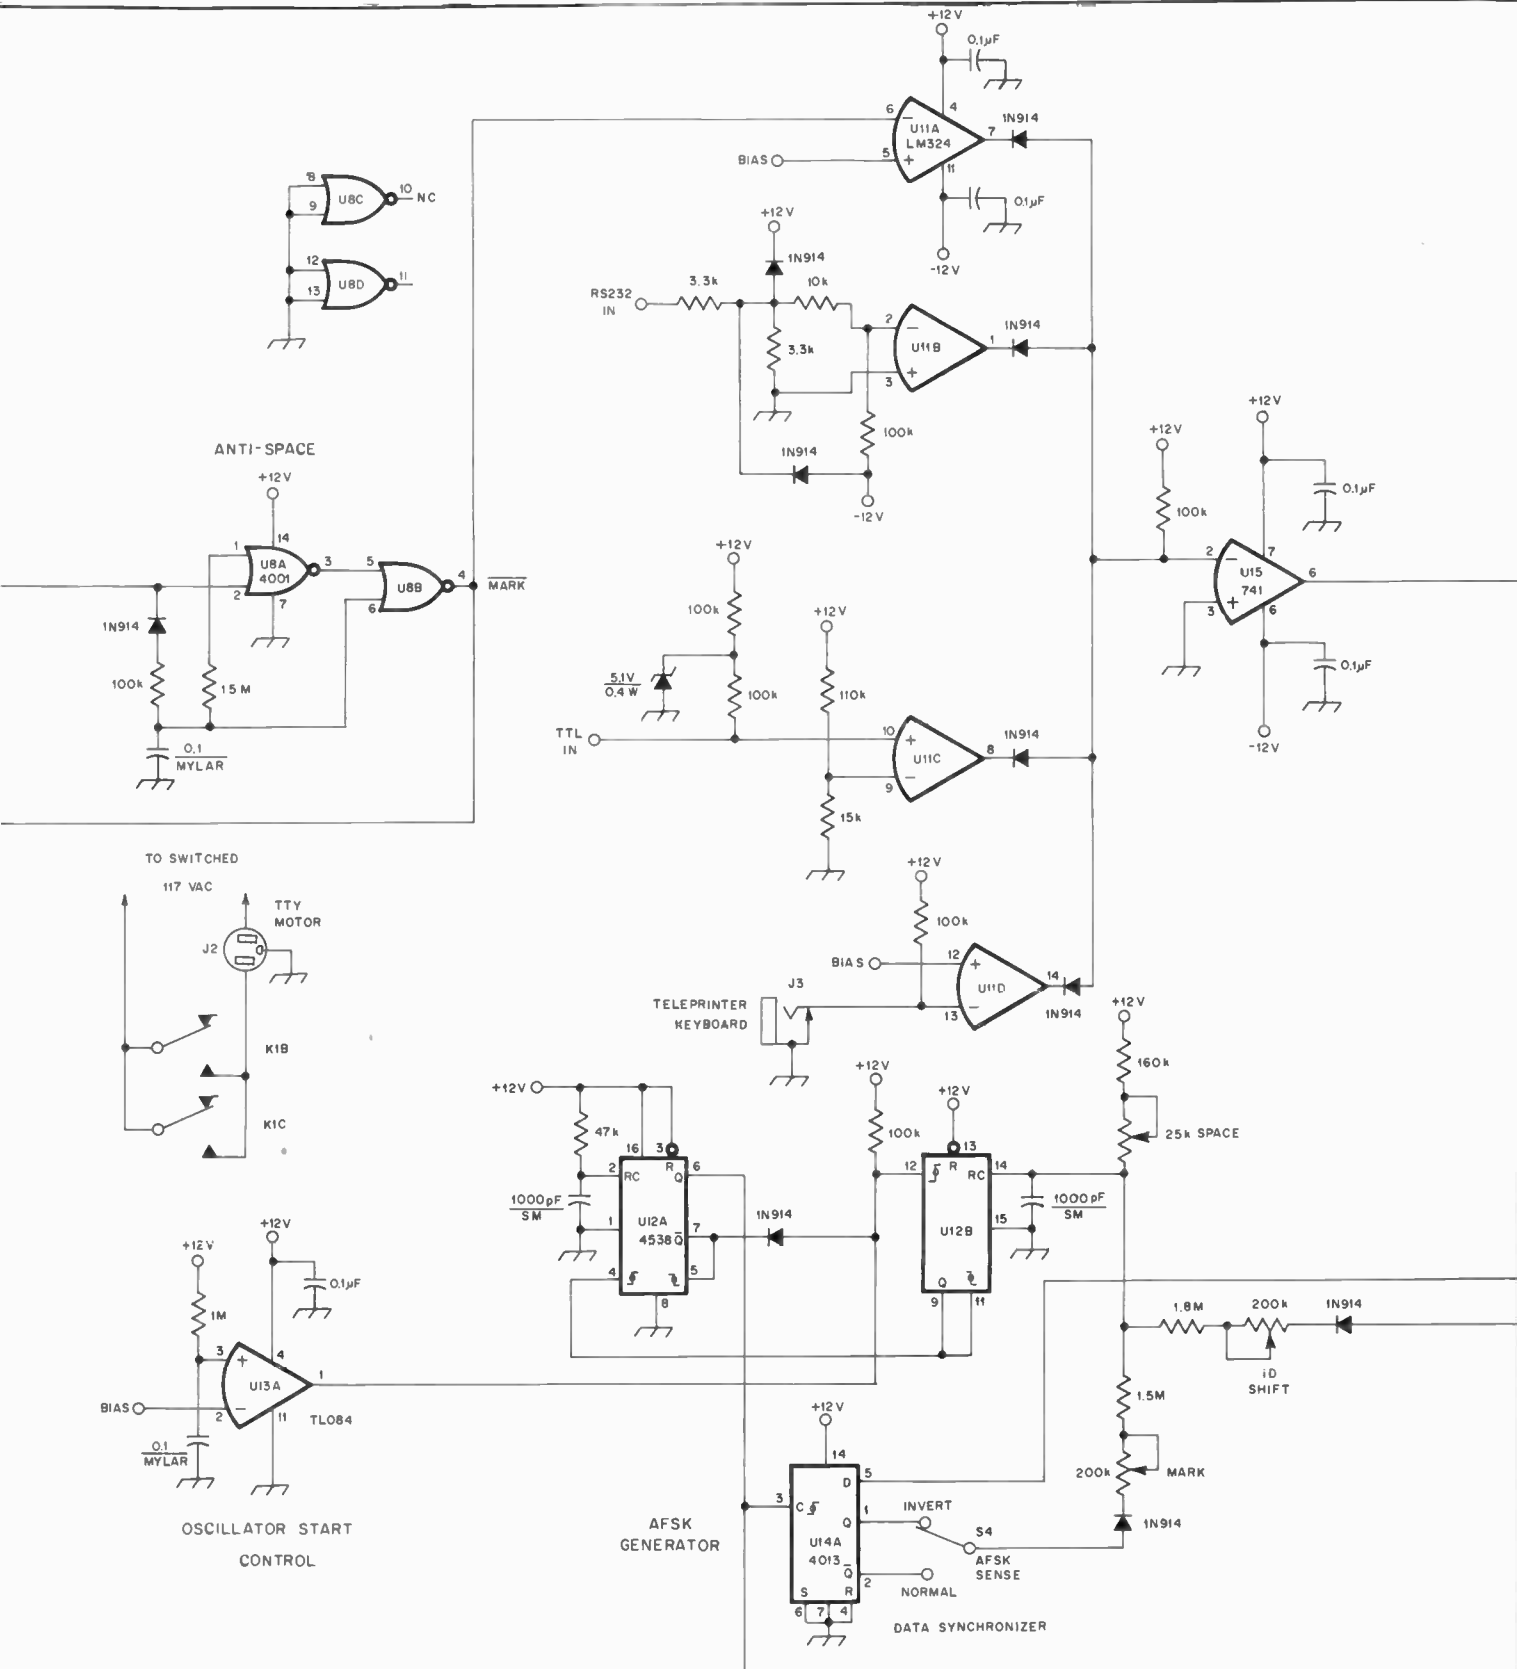 +12V
0.1µF
6
4
U11A
LM324
7
1N914
BIAS
5
11
0.1µF
-12V
8
9
U8C
10
NC
12
13
U8D
11
+12V
1N914
RS232
IN
3.3k
10k
3.3k
2
3
U11B
1
1N914
100k
1N914
-12V
ANTI-SPACE
+12V
14
1
U8A
4001
2
7
3
5
6
U8B
4
MARK
1N914
100k
15M
0.1
MYLAR
+12V
100k
5.1V
0.4W
100k
+12V
110k
TTL
IN
10
9
U11C
8
1N914
15k
+12V
100k
+12V
0.1µF
2
7
U15
741
3
6
6
0.1µF
-12V
TO SWITCHED
117 VAC
TTY
MOTOR
J2
K1B
K1C
+12V
100k
BIAS
12
U11D
14
13
1N914
J3
TELEPRINTER
KEYBOARD
+12V
160k
25k SPACE
+12V
47k
16
3
R
2
RC
Q
6
1000pF
SM
1
U12A
4538
Q
7
1N914
4
5
8
+12V
100k
+12V
13
12
R
RC
14
1000pF
SM
U12B
15
Q
9
11
+12V
1M
+12V
0.1µF
3
4
U13A
1
BIAS
2
11
TL084
0.1
MYLAR
OSCILLATOR START
CONTROL
AFSK
GENERATOR
1.8M
200k
1N914
ID
SHIFT
1.5M
200k
MARK
1N914
+12V
14
D
5
3
C
1
INVERT
Q
U14A
4013
S4
AFSK
SENSE
Q
2
NORMAL
S
R
6
7
4
DATA SYNCHRONIZER